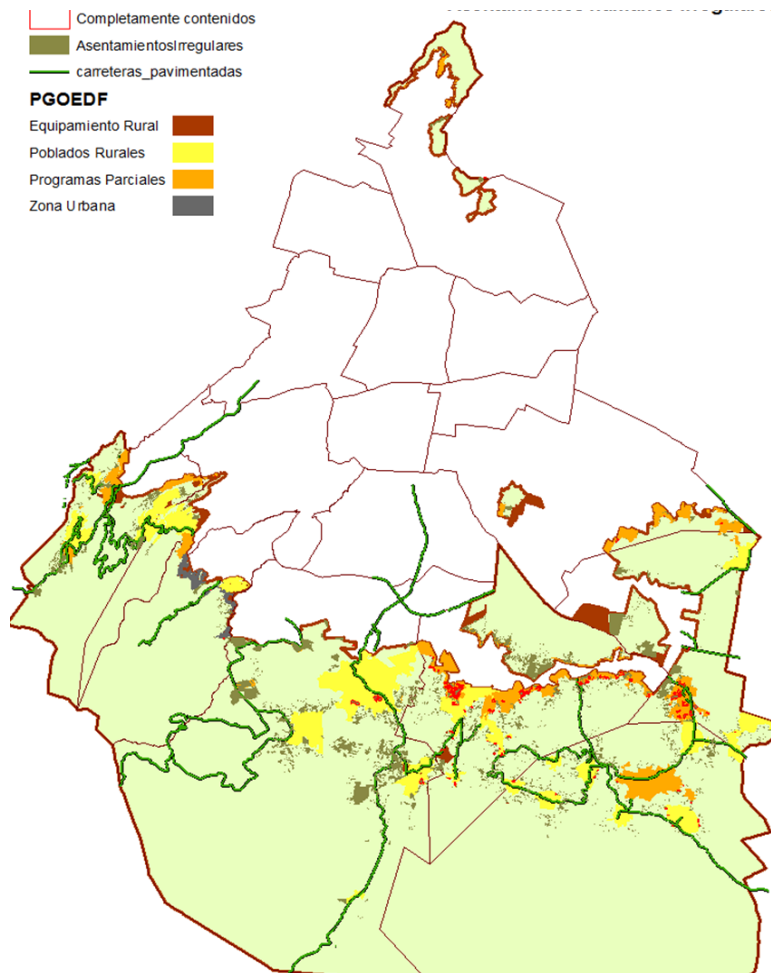 Completamente contenidos
AsentamientosIrregulares
carreteras_pavimentadas
PGOEDF
Equipamiento Rural
Poblados Rurales
Programas Parciales
Zona Urbana